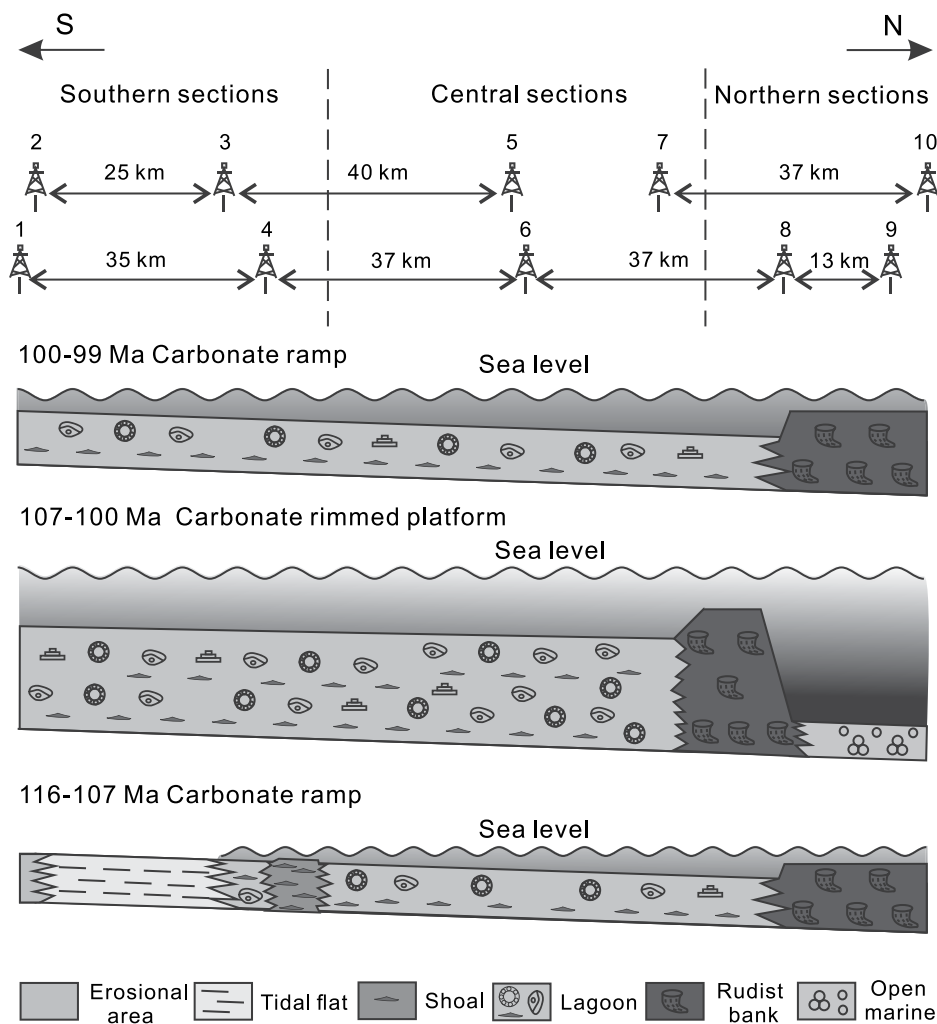 S N
Southern sections Central sections Northern sections
2 3 5 7 10
25 km 40 km 37 km
1 4 6 8 9
35 km 37 km 37 km 13 km
100-99 Ma Carbonate ramp
Sea level
107-100 Ma Carbonate rimmed platform
Sea level
116-107 Ma Carbonate ramp
Sea level
Erosional area
Tidal flat
Shoal
Lagoon
Rudist bank
Open marine